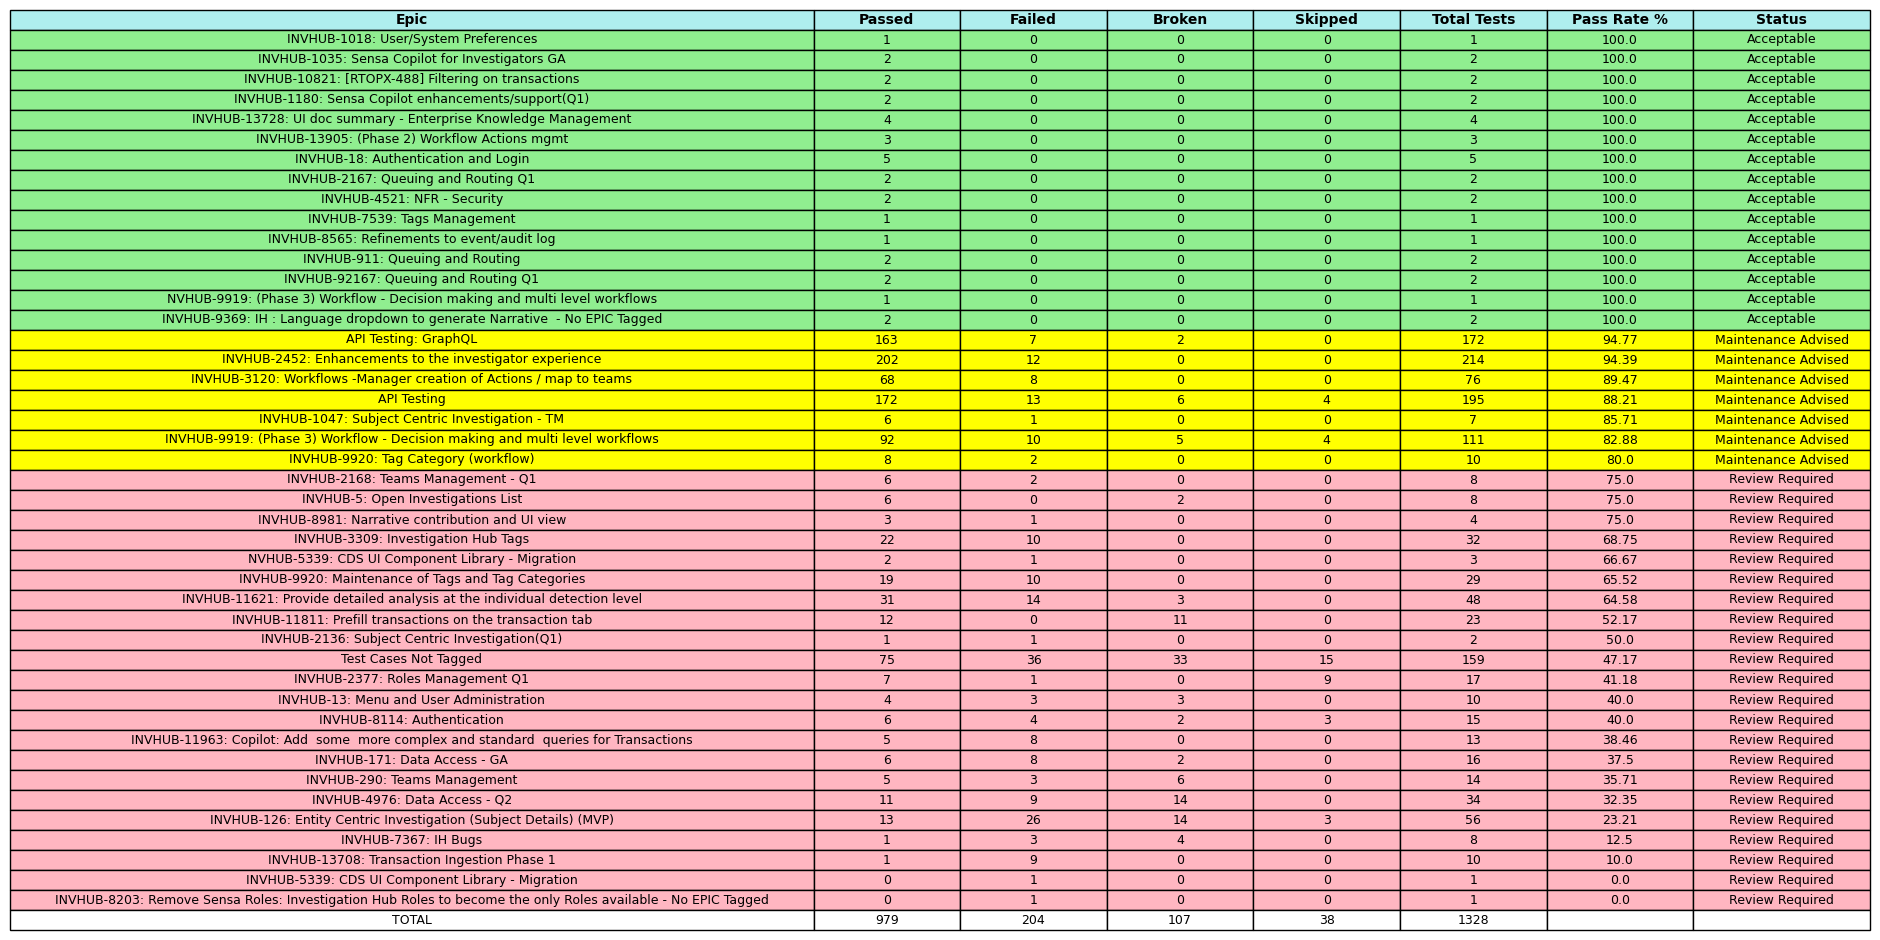 Epic Passed Failed Broken Skipped Total Tests Pass Rate % Status
INVHUB-1018: User/System Preferences 1 0 0 0 1 100.0 Acceptable
INVHUB-1035: Sensa Copilot for Investigators GA 2 0 0 0 2 100.0 Acceptable
INVHUB-10821: [RTOPX-488] Filtering on transactions 2 0 0 0 2 100.0 Acceptable
INVHUB-1180: Sensa Copilot enhancements/support(Q1) 2 0 0 0 2 100.0 Acceptable
INVHUB-13728: UI doc summary - Enterprise Knowledge Management 4 0 0 0 4 100.0 Acceptable
INVHUB-13905: (Phase 2) Workflow Actions mgmt 3 0 0 0 3 100.0 Acceptable
INVHUB-18: Authentication and Login 5 0 0 0 5 100.0 Acceptable
INVHUB-2167: Queuing and Routing Q1 2 0 0 0 2 100.0 Acceptable
INVHUB-4521: NFR - Security 2 0 0 0 2 100.0 Acceptable
INVHUB-7539: Tags Management 1 0 0 0 1 100.0 Acceptable
INVHUB-8565: Refinements to event/audit log 1 0 0 0 1 100.0 Acceptable
INVHUB-911: Queuing and Routing 2 0 0 0 2 100.0 Acceptable
INVHUB-92167: Queuing and Routing Q1 2 0 0 0 2 100.0 Acceptable
NVHUB-9919: (Phase 3) Workflow - Decision making and multi level workflows 1 0 0 0 1 100.0 Acceptable
INVHUB-9369: IH : Language dropdown to generate Narrative  - No EPIC Tagged 2 0 0 0 2 100.0 Acceptable
API Testing: GraphQL 163 7 2 0 172 94.77 Maintenance Advised
INVHUB-2452: Enhancements to the investigator experience 202 12 0 0 214 94.39 Maintenance Advised
INVHUB-3120: Workflows -Manager creation of Actions / map to teams 68 8 0 0 76 89.47 Maintenance Advised
API Testing 172 13 6 4 195 88.21 Maintenance Advised
INVHUB-1047: Subject Centric Investigation - TM 6 1 0 0 7 85.71 Maintenance Advised
INVHUB-9919: (Phase 3) Workflow - Decision making and multi level workflows 92 10 5 4 111 82.88 Maintenance Advised
INVHUB-9920: Tag Category (workflow) 8 2 0 0 10 80.0 Maintenance Advised
INVHUB-2168: Teams Management - Q1 6 2 0 0 8 75.0 Review Required
INVHUB-5: Open Investigations List 6 0 2 0 8 75.0 Review Required
INVHUB-8981: Narrative contribution and UI view 3 1 0 0 4 75.0 Review Required
INVHUB-3309: Investigation Hub Tags 22 10 0 0 32 68.75 Review Required
NVHUB-5339: CDS UI Component Library - Migration 2 1 0 0 3 66.67 Review Required
INVHUB-9920: Maintenance of Tags and Tag Categories 19 10 0 0 29 65.52 Review Required
INVHUB-11621: Provide detailed analysis at the individual detection level 31 14 3 0 48 64.58 Review Required
INVHUB-11811: Prefill transactions on the transaction tab 12 0 11 0 23 52.17 Review Required
INVHUB-2136: Subject Centric Investigation(Q1) 1 1 0 0 2 50.0 Review Required
Test Cases Not Tagged 75 36 33 15 159 47.17 Review Required
INVHUB-2377: Roles Management Q1 7 1 0 9 17 41.18 Review Required
INVHUB-13: Menu and User Administration 4 3 3 0 10 40.0 Review Required
INVHUB-8114: Authentication 6 4 2 3 15 40.0 Review Required
INVHUB-11963: Copilot: Add  some  more complex and standard  queries for Transactions 5 8 0 0 13 38.46 Review Required
INVHUB-171: Data Access - GA 6 8 2 0 16 37.5 Review Required
INVHUB-290: Teams Management 5 3 6 0 14 35.71 Review Required
INVHUB-4976: Data Access - Q2 11 9 14 0 34 32.35 Review Required
INVHUB-126: Entity Centric Investigation (Subject Details) (MVP) 13 26 14 3 56 23.21 Review Required
INVHUB-7367: IH Bugs 1 3 4 0 8 12.5 Review Required
INVHUB-13708: Transaction Ingestion Phase 1 1 9 0 0 10 10.0 Review Required
INVHUB-5339: CDS UI Component Library - Migration 0 1 0 0 1 0.0 Review Required
INVHUB-8203: Remove Sensa Roles: Investigation Hub Roles to become the only Roles available - No EPIC Tagged 0 1 0 0 1 0.0 Review Required
TOTAL 979 204 107 38 1328